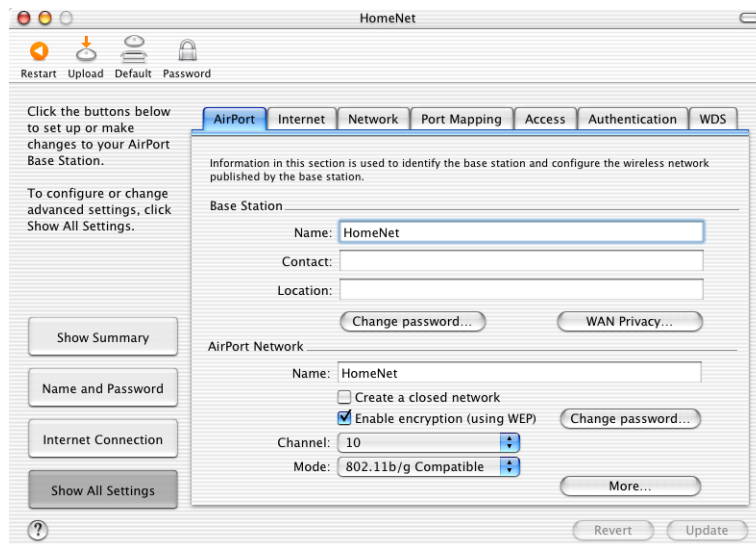 HomeNet
Restart Upload Default Password
Click the buttons below
to set up or make
changes to your AirPort
Base Station.
To configure or change
advanced settings, click
Show All Settings.
Show Summary
Name and Password
Internet Connection
Show All Settings
AirPort Internet Network Port Mapping Access Authentication WDS
Information in this section is used to identify the base station and configure the wireless network
published by the base station.
Base Station
Name: HomeNet
Contact:
Location:
Change password... WAN Privacy...
AirPort Network
Name: HomeNet
Create a closed network
Enable encryption (using WEP) Change password...
Channel: 10
Mode: 802.11b/g Compatible
More...
? Revert Update